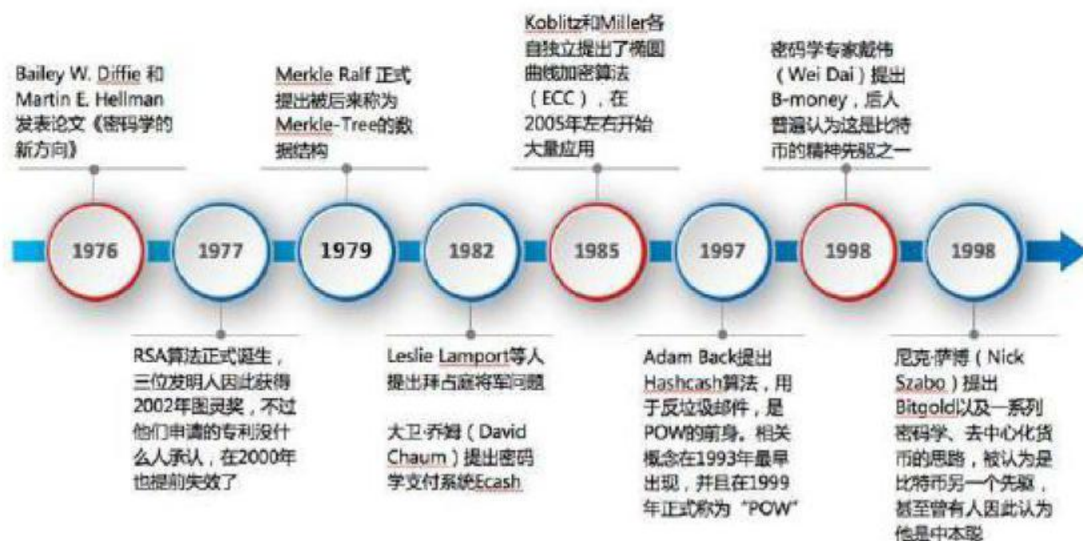 Bailey W. Diffie 和
Martin E. Hellman
发表论文《密码学的
新方向》
Merkle Ralf 正式
提出被后来称为
Merkle-Tree的数
据结构
Koblitz和Miller各
自独立提出了椭圆
曲线加密算法
（ECC），在
2005年左右开始
大量应用
密码学专家戴伟
（Wei Dai）提出
B-money，后人
普遍认为这是比特
币的精神先驱之一
1976
1977
1979
1982
1985
1997
1998
1998
RSA算法正式诞生，
三位发明人因此获得
2002年图灵奖，不过
他们申请的专利没什
么人承认，在2000年
也提前失效了
Leslie Lamport等人
提出拜占庭将军问题
大卫·乔姆（David
Chaum）提出密码
学支付系统Ecash
Adam Back提出
Hashcash算法，用
于反垃圾邮件，是
POW的前身。相关
概念在1993年最早
出现，并且在1999
年正式称为“POW”
尼克·萨博（Nick
Szabo）提出
Bitgold以及一系列
密码学、去中心化货
币的思路，被认为是
比特币另一个先驱，
甚至曾有人因此认为
他是中本聪